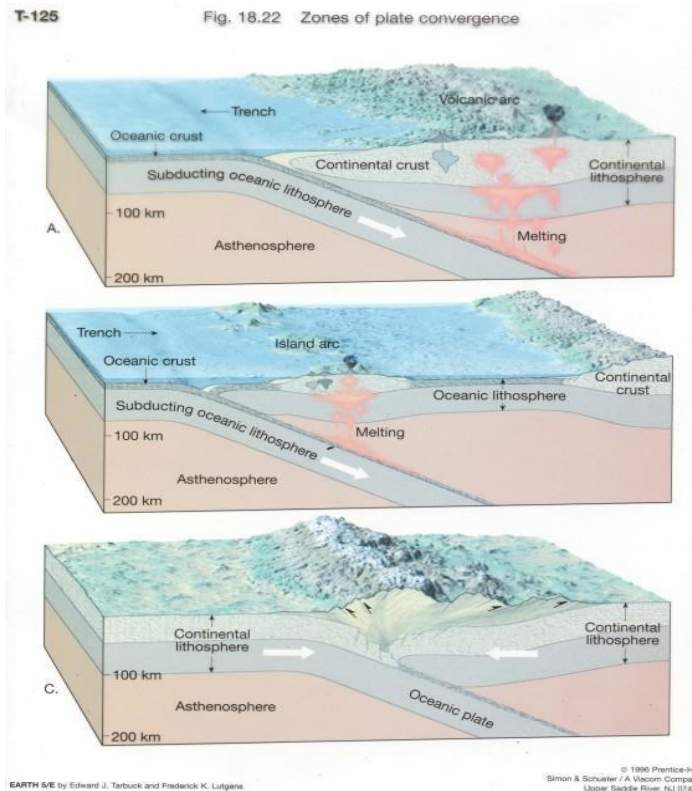 T-125
Fig. 18.22 Zones of plate convergence
Volcanic arc
Trench
Oceanic crust
Continental crust
Continental
lithosphere
Subducting oceanic lithosphere
100 km
A.
Melting
Asthenosphere
200 km
Trench
Island arc
Oceanic crust
Continental
crust
Oceanic lithosphere
Subducting oceanic lithosphere
Melting
100 km
Asthenosphere
200 km
Continental
lithosphere
Continental
lithosphere
100 km
C.
Oceanic plate
Asthenosphere
200 km
© 1996 Prentice-H
Simon & Schuster / A Viacom Compa
Upper Saddle River, NJ 074
EARTH 5/E by Edward J. Tarbuck and Frederick K. Lutgens